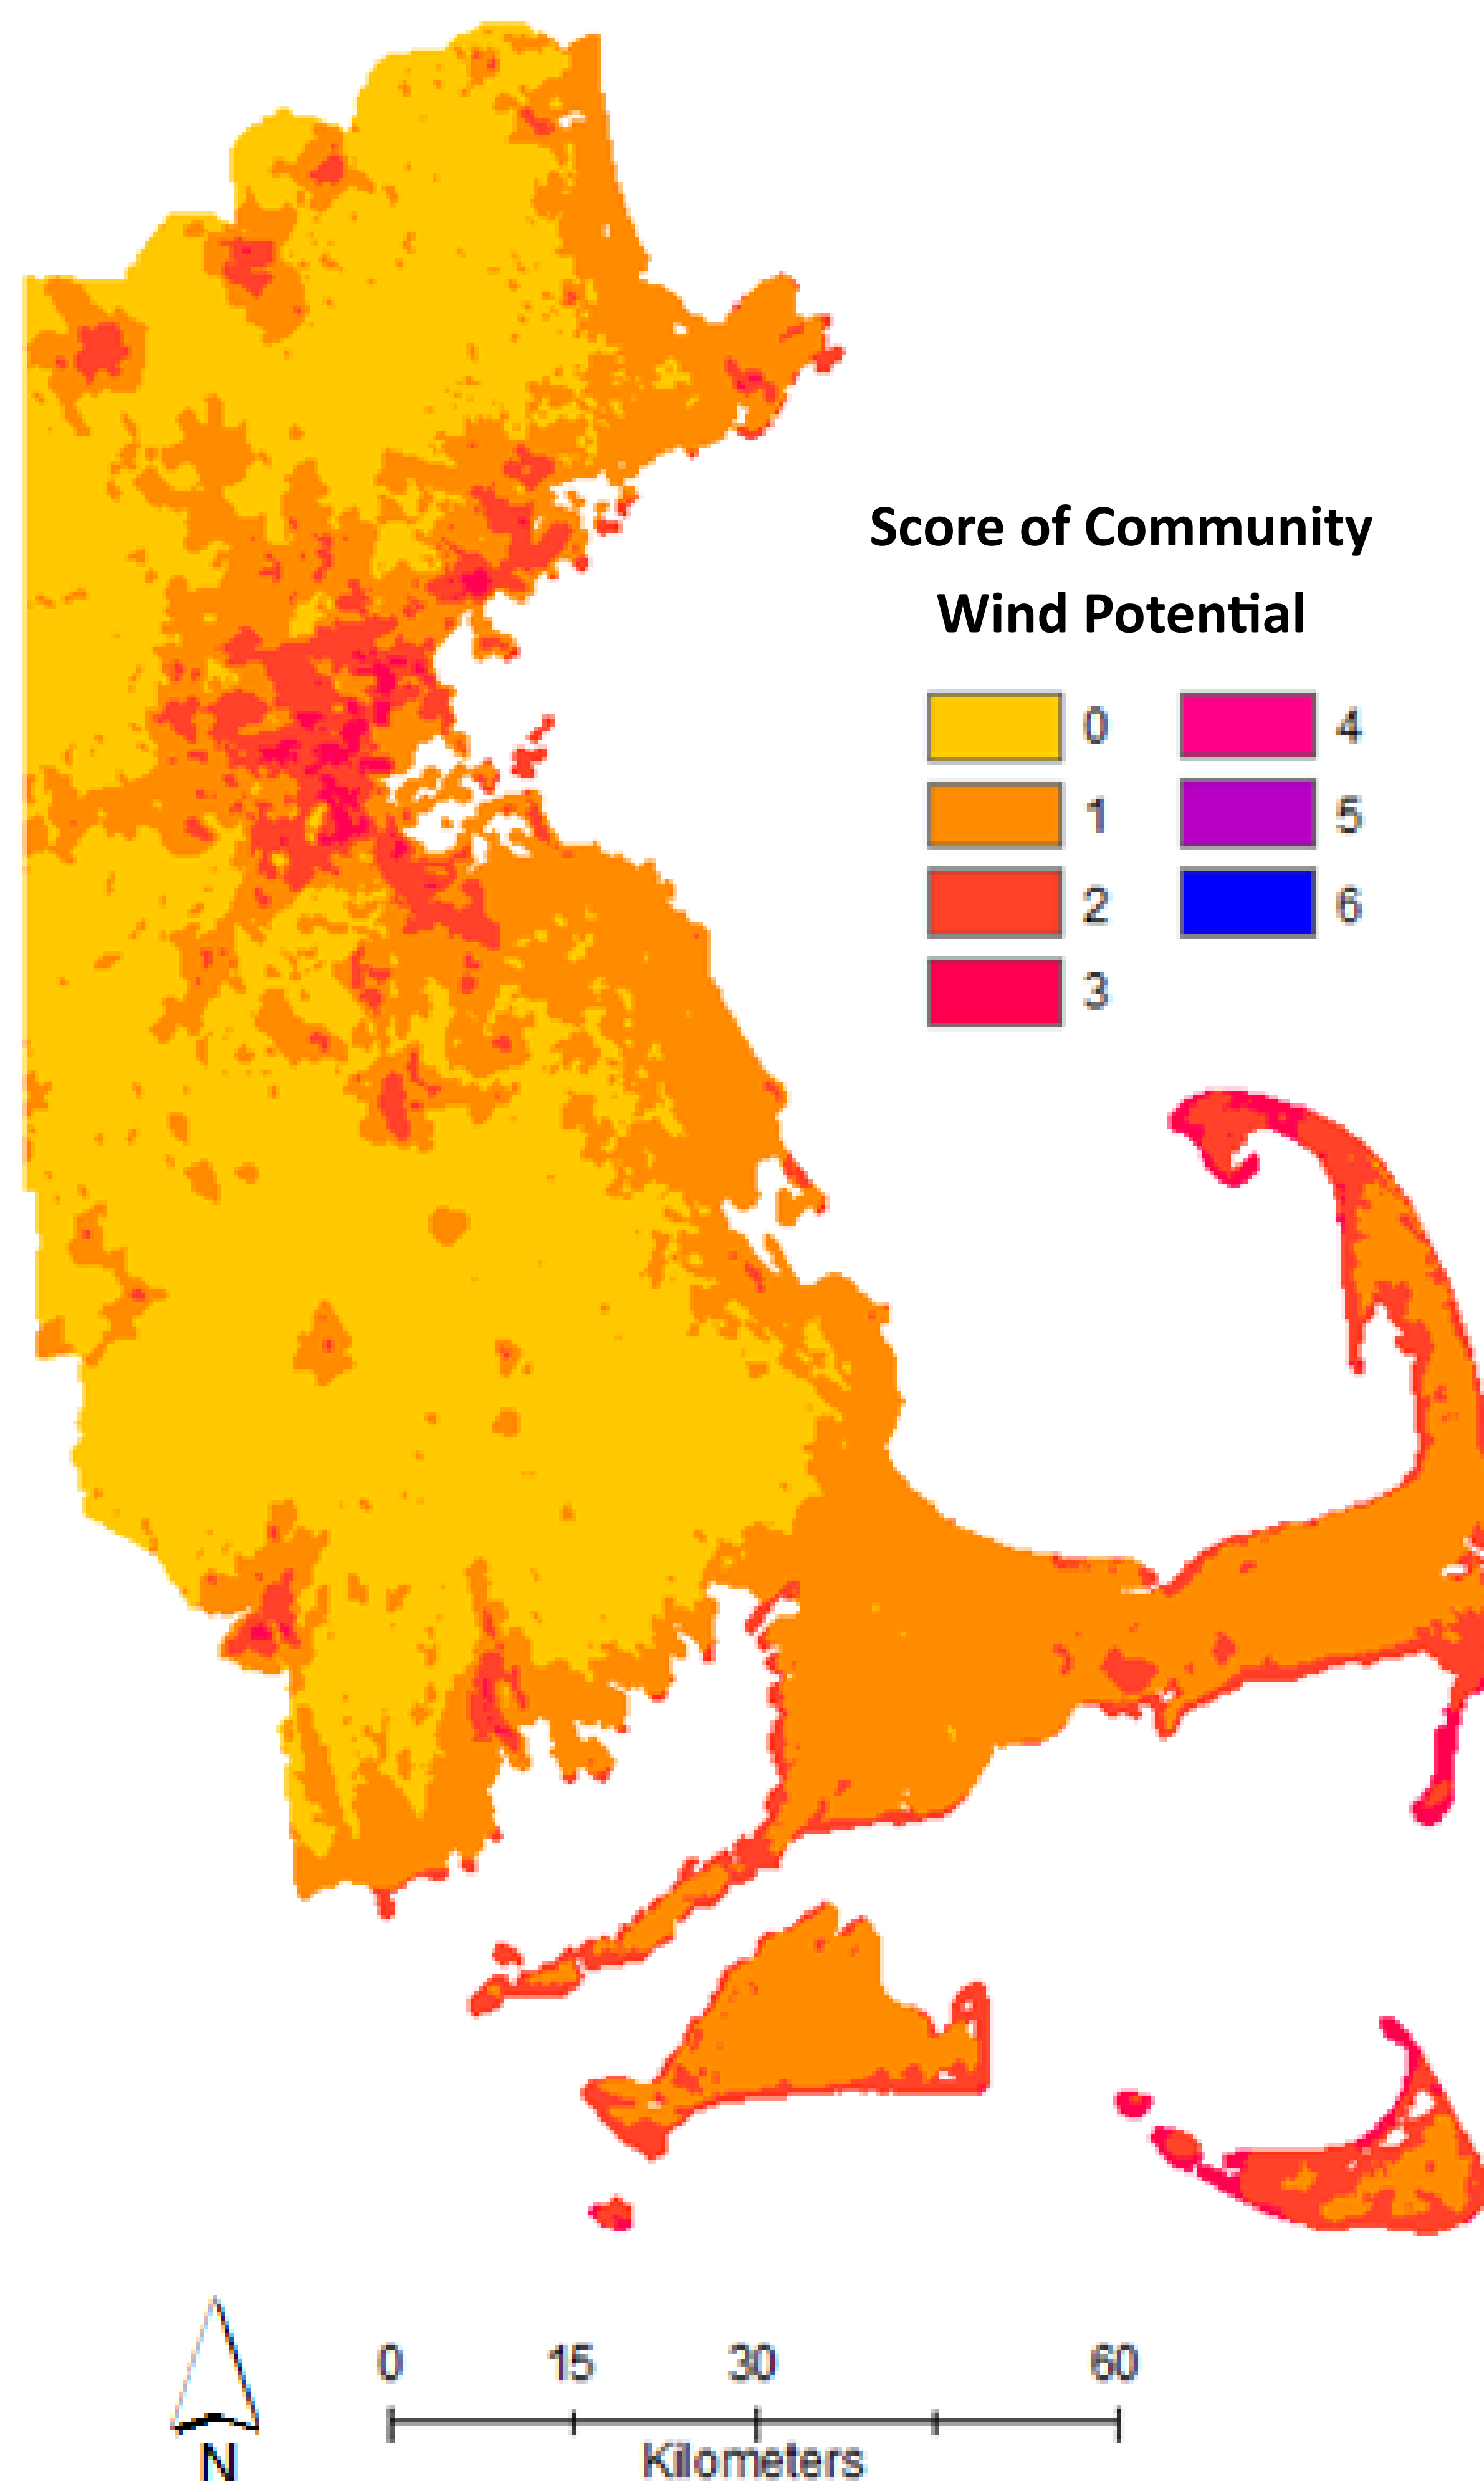 Score of Community
Wind Potential
0 4
1 5
2 6
3
0 15 30 60
Kilometers
N